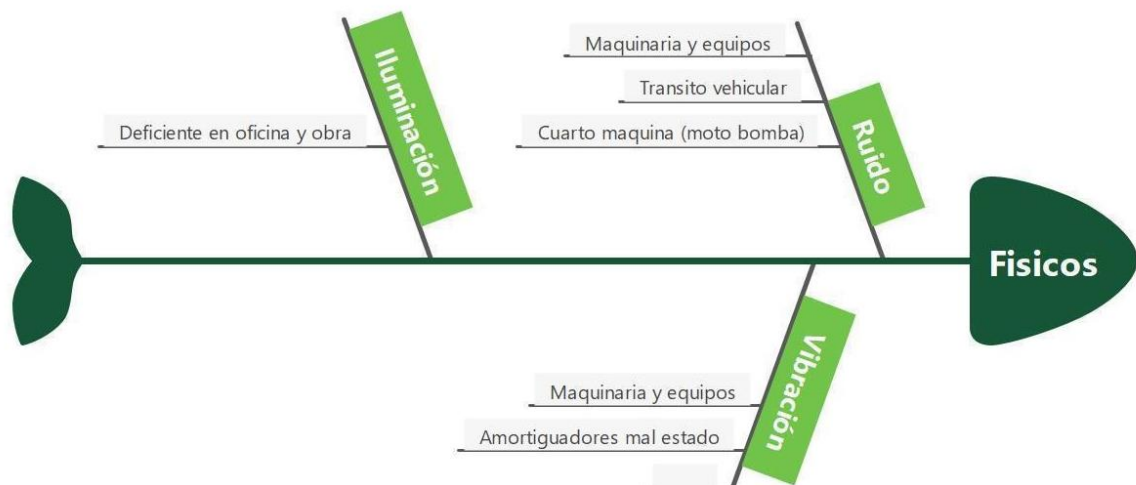 Iluminación
Deficiente en oficina y obra
Maquinaria y equipos
Transito vehicular
Cuarto maquina (moto bomba)
Ruido
Fisicos
Vibración
Maquinaria y equipos
Amortiguadores mal estado